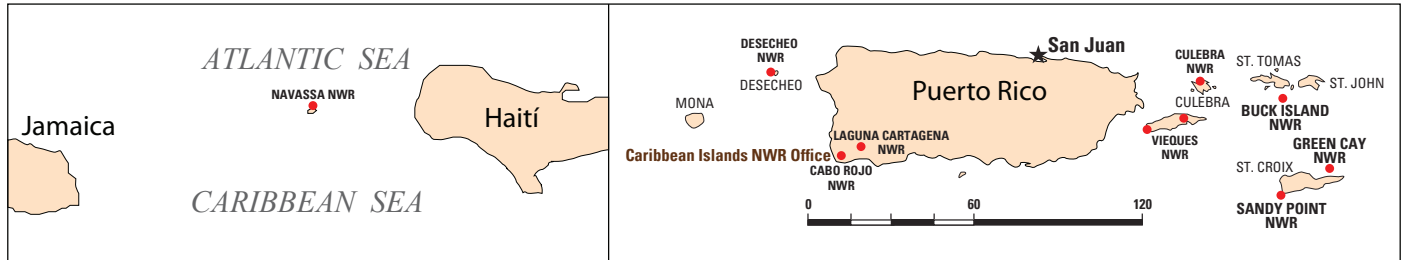 ATLANTIC SEA
NAVASSA NWR
Jamaica
Haití
CARIBBEAN SEA
DESECHEO
NWR
DESECHEO
MONA
San Juan
Puerto Rico
LAGUNA CARTAGENA
NWR
Caribbean Islands NWR Office
CABO ROJO
NWR
CULEBRA
NWR
CULEBRA
VIEQUES
NWR
ST. TOMAS
ST. JOHN
BUCK ISLAND
NWR
GREEN CAY
NWR
ST. CROIX
SANDY POINT
NWR
0 60 120